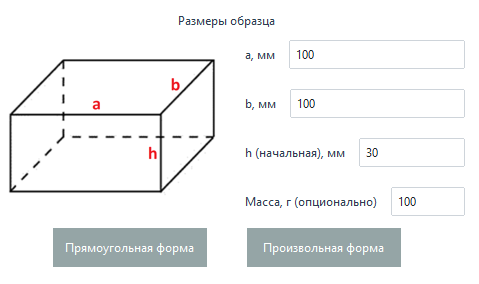 Размеры образца
a, мм 100
b, мм 100
h (начальная), мм 30
Масса, г (опционально) 100
a
b
h
Прямоугольная форма
Произвольная форма